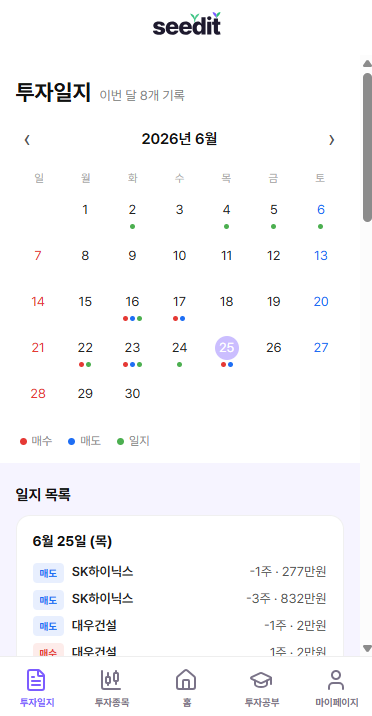 seedit
투자일지 이번 달 8개 기록
‹ 2026년 6월 ›
일 월 화 수 목 금 토
1 2 3 4 5 6
7 8 9 10 11 12 13
14 15 16 17 18 19 20
21 22 23 24 25 26 27
28 29 30
매수 매도 일지
일지 목록
6월 25일 (목)
매도 SK하이닉스 -1주 · 277만원
매도 SK하이닉스 -3주 · 832만원
매도 대우건설 -1주 · 2만원
매수 대우건설 1주 · 2만원
투자일지 투자종목 홈 투자공부 마이페이지